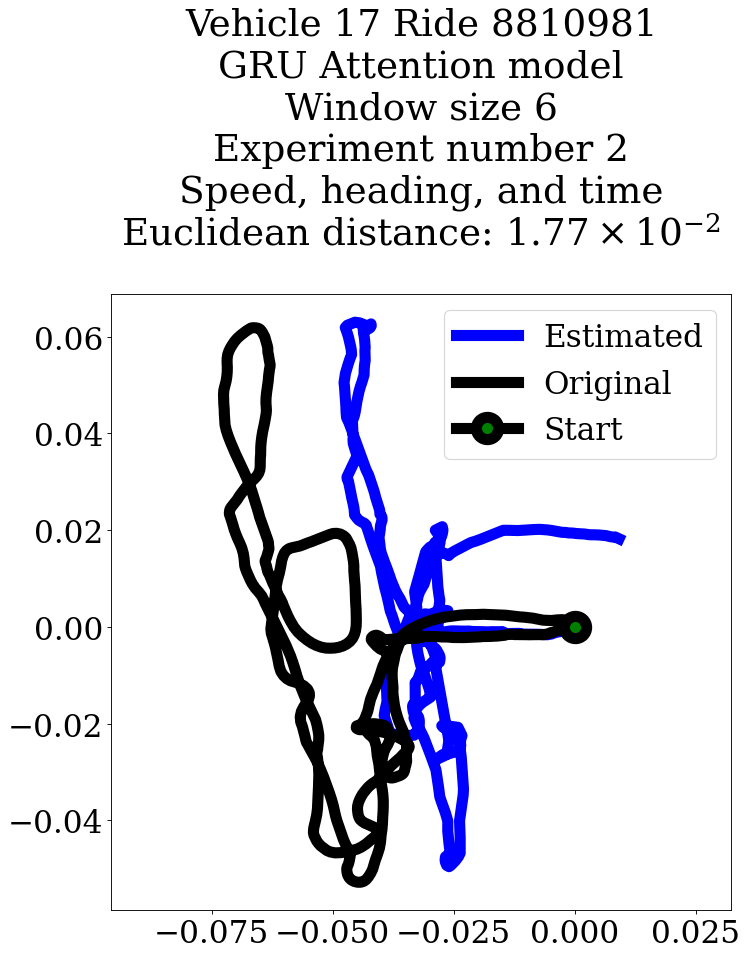 Vehicle 17 Ride 8810981
GRU Attention model
Window size 6
Experiment number 2
Speed, heading, and time
Euclidean distance: 1.77 × 10⁻²
Estimated
Original
Start
0.06
0.04
0.02
0.00
−0.02
−0.04
−0.075 −0.050 −0.025 0.000 0.025